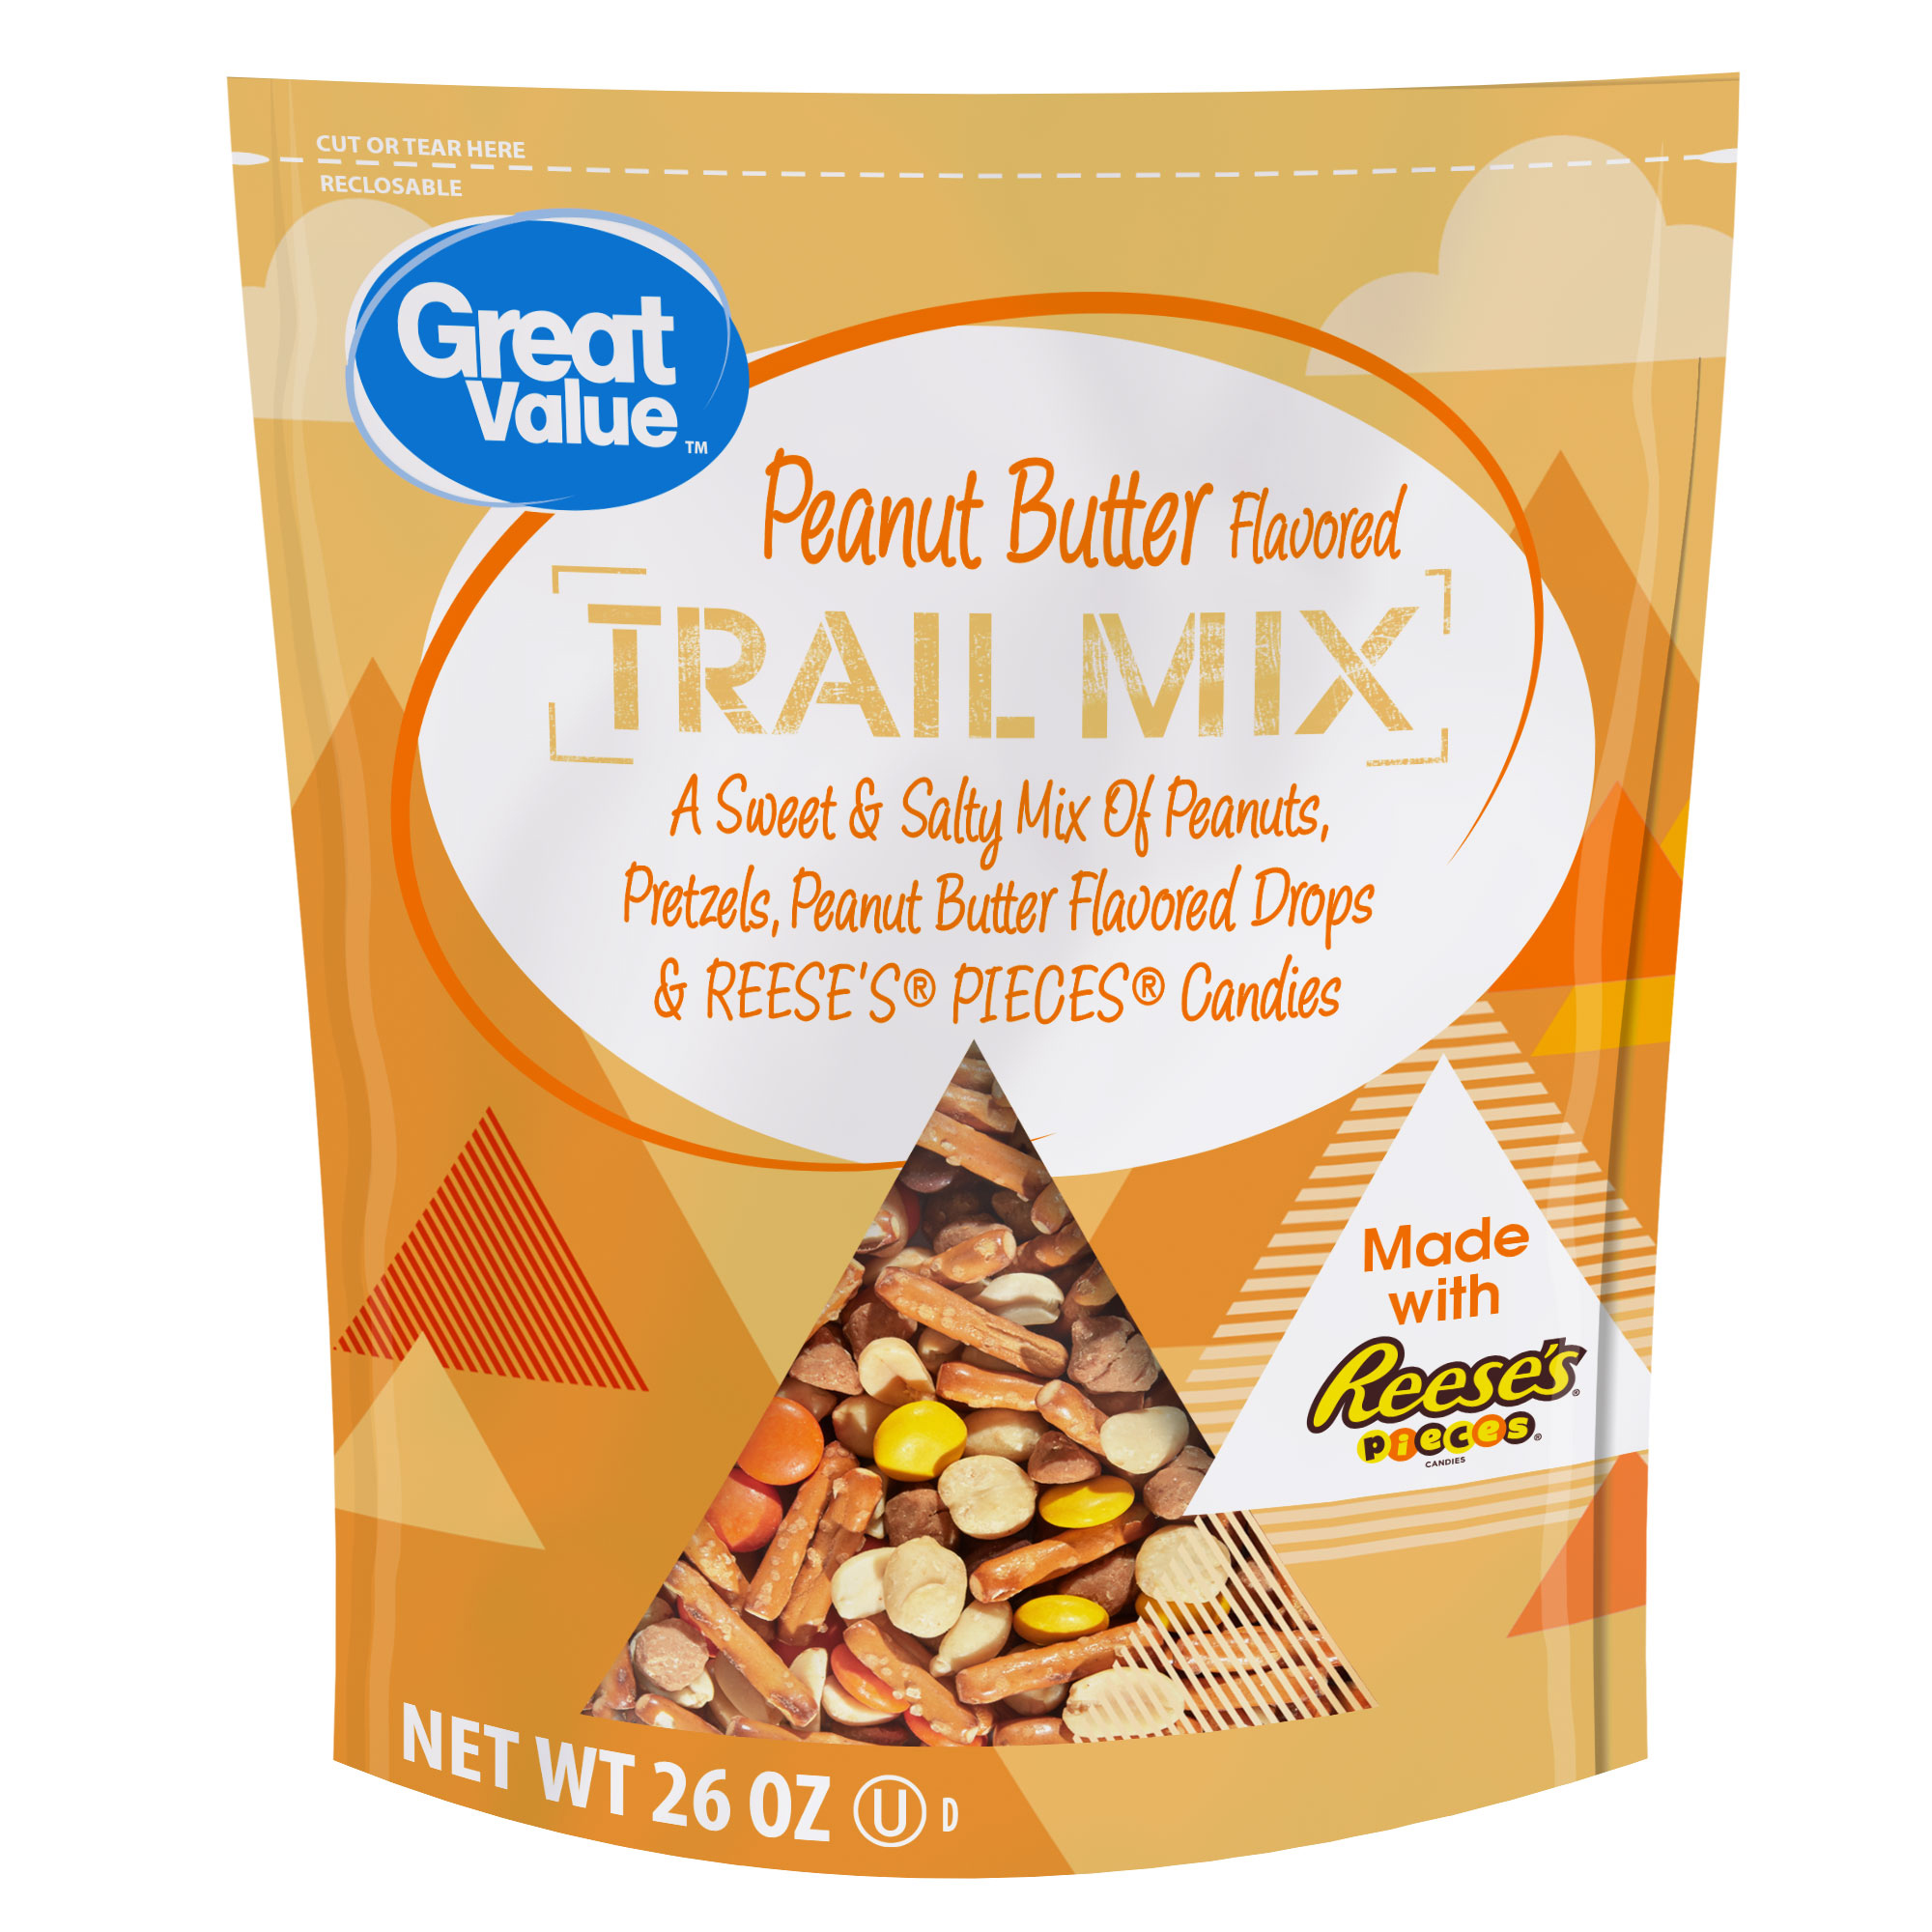 CUT OR TEAR HERE
RECLOSABLE
Great
Value™
Peanut Butter Flavored
TRAIL MIX
A Sweet & Salty Mix Of Peanuts,
Pretzels, Peanut Butter Flavored Drops
& REESE'S® PIECES® Candies
Made
with
Reese's®
pieces®
CANDIES
NET WT 26 OZ U D